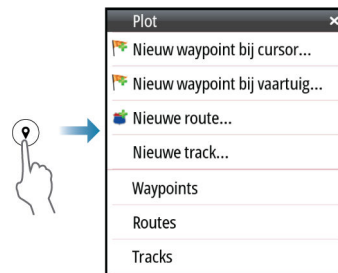 Plot ×
Nieuw waypoint bij cursor...
Nieuw waypoint bij vaartuig...
Nieuwe route...
Nieuwe track...
Waypoints
Routes
Tracks